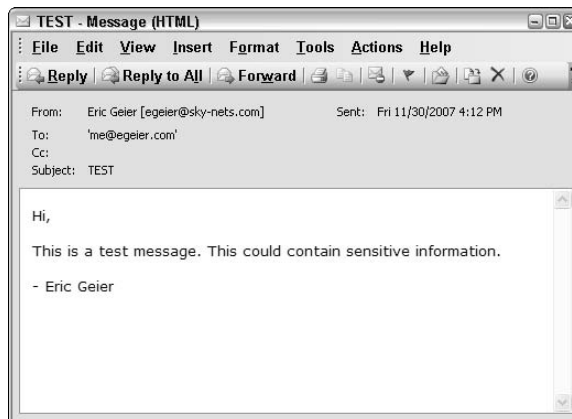 TEST - Message (HTML)
File Edit View Insert Format Tools Actions Help
Reply Reply to All Forward
From: Eric Geier [egeier@sky-nets.com] Sent: Fri 11/30/2007 4:12 PM
To: 'me@egeier.com'
Cc:
Subject: TEST
Hi,
This is a test message. This could contain sensitive information.
- Eric Geier